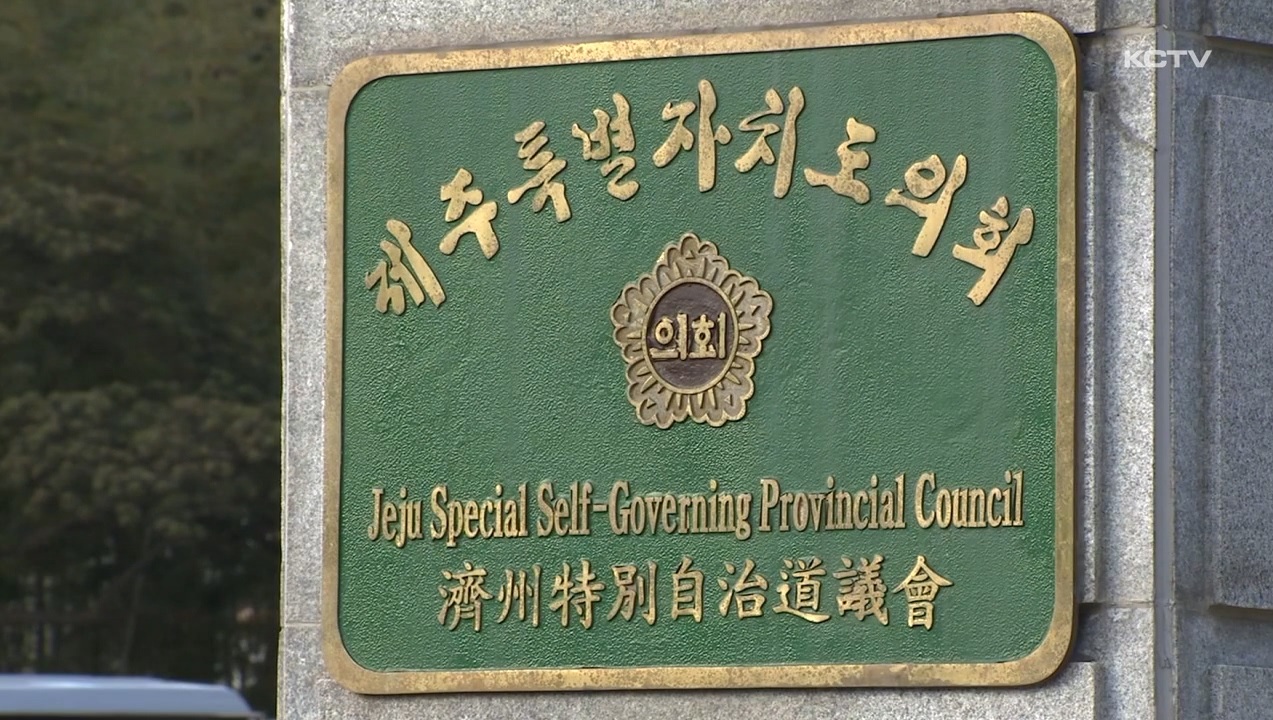 KCTV
제주특별자치도의회
의회
Jeju Special Self-Governing Provincial Council
濟州特別自治道議會